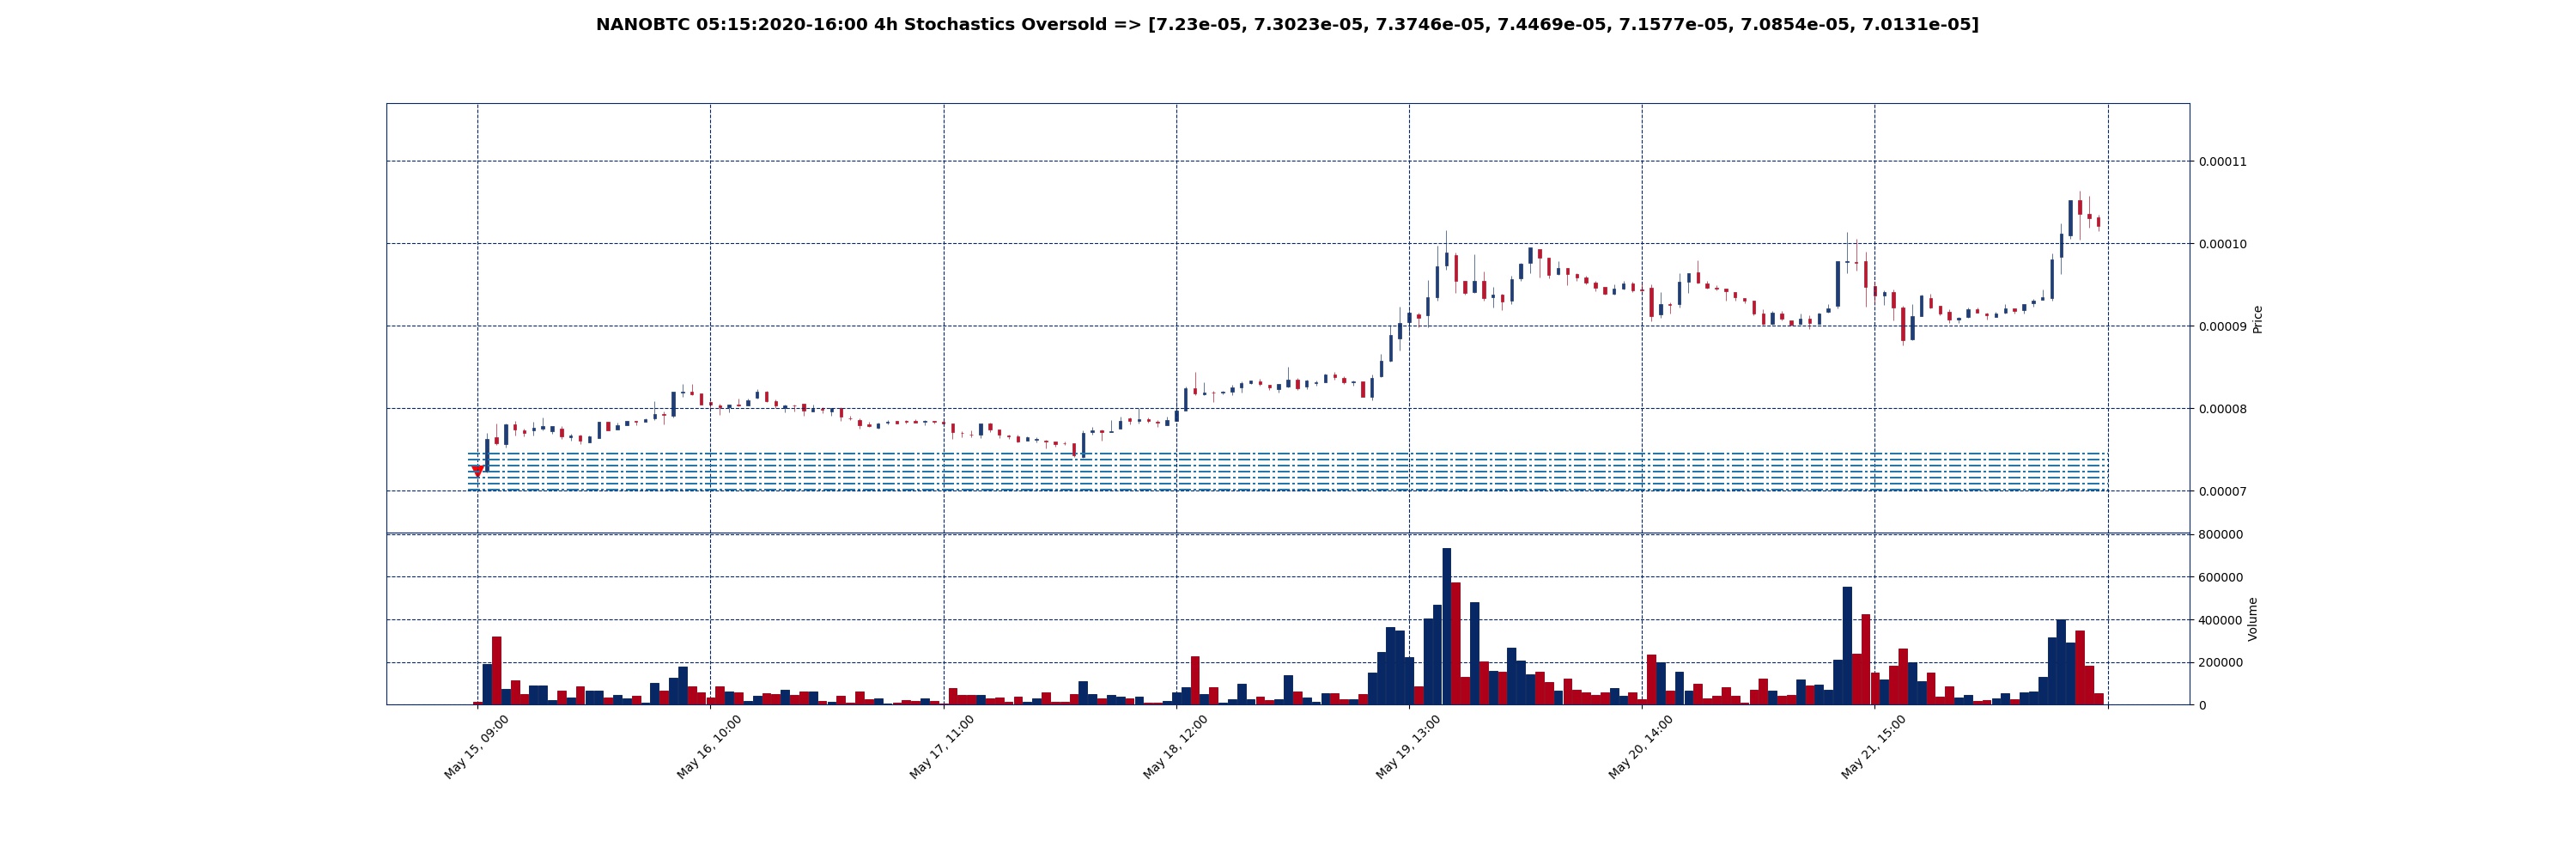 NANOBTC 05:15:2020-16:00 4h Stochastics Oversold => [7.23e-05, 7.3023e-05, 7.3746e-05, 7.4469e-05, 7.1577e-05, 7.0854e-05, 7.0131e-05]
0.00011
0.00010
0.00009
0.00008
0.00007
Price
800000
600000
400000
200000
0
Volume
May 15, 09:00
May 16, 10:00
May 17, 11:00
May 18, 12:00
May 19, 13:00
May 20, 14:00
May 21, 15:00